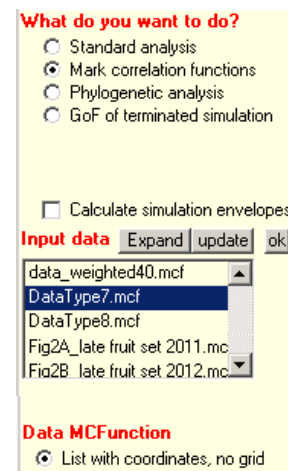 What do you want to do?
Standard analysis
Mark correlation functions
Phylogenetic analysis
GoF of terminated simulation
Calculate simulation envelopes
Input data Expand update ok
data_weighted40.mcf
DataType7.mcf
DataType8.mcf
Fig2A_late fruit set 2011.mc
Fig2B_late fruit set 2012.mc
Data MCFunction
List with coordinates, no grid